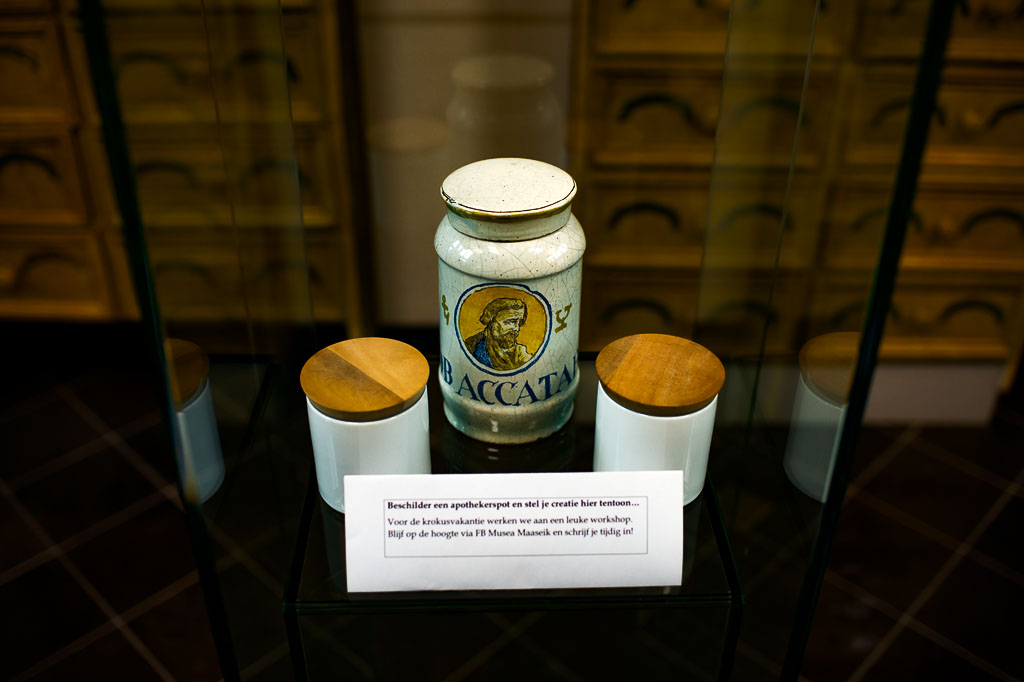 ACCATA
Beschilder een apothekerspot en stel je creatie hier tentoon...
Voor de krokusvakantie werken we aan een leuke workshop.
Blijf op de hoogte via FB Musea Maaseik en schrijf je tijdig in!